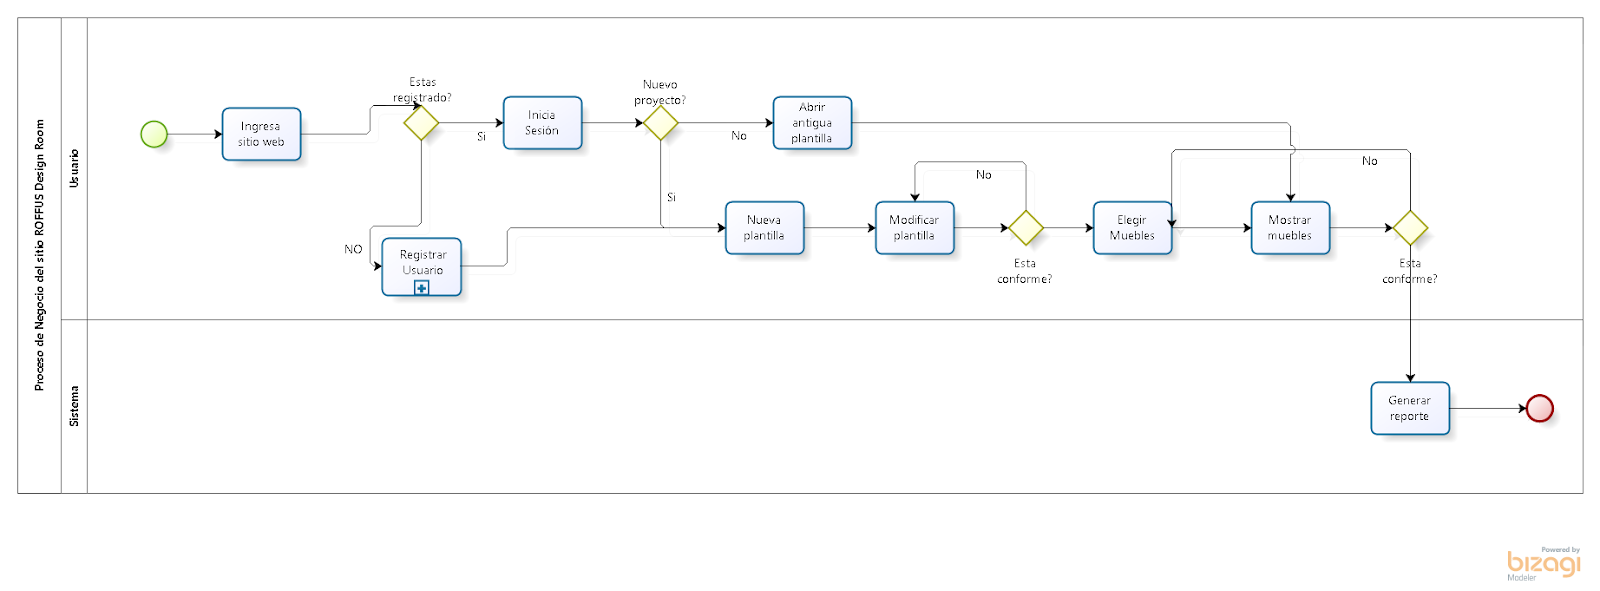 Proceso de Negocio del sitio ROFFUS Design Room
Usuario
Ingresa
sitio web
Estas
registrado?
Si
NO
Registrar
Usuario
Inicia
Sesión
Nuevo
proyecto?
No
Si
Abrir
antigua
plantilla
Nueva
plantilla
Modificar
plantilla
No
Esta
conforme?
Elegir
Muebles
Mostrar
muebles
No
Esta
conforme?
Sistema
Generar
reporte
Powered by
bizagi
Modeler